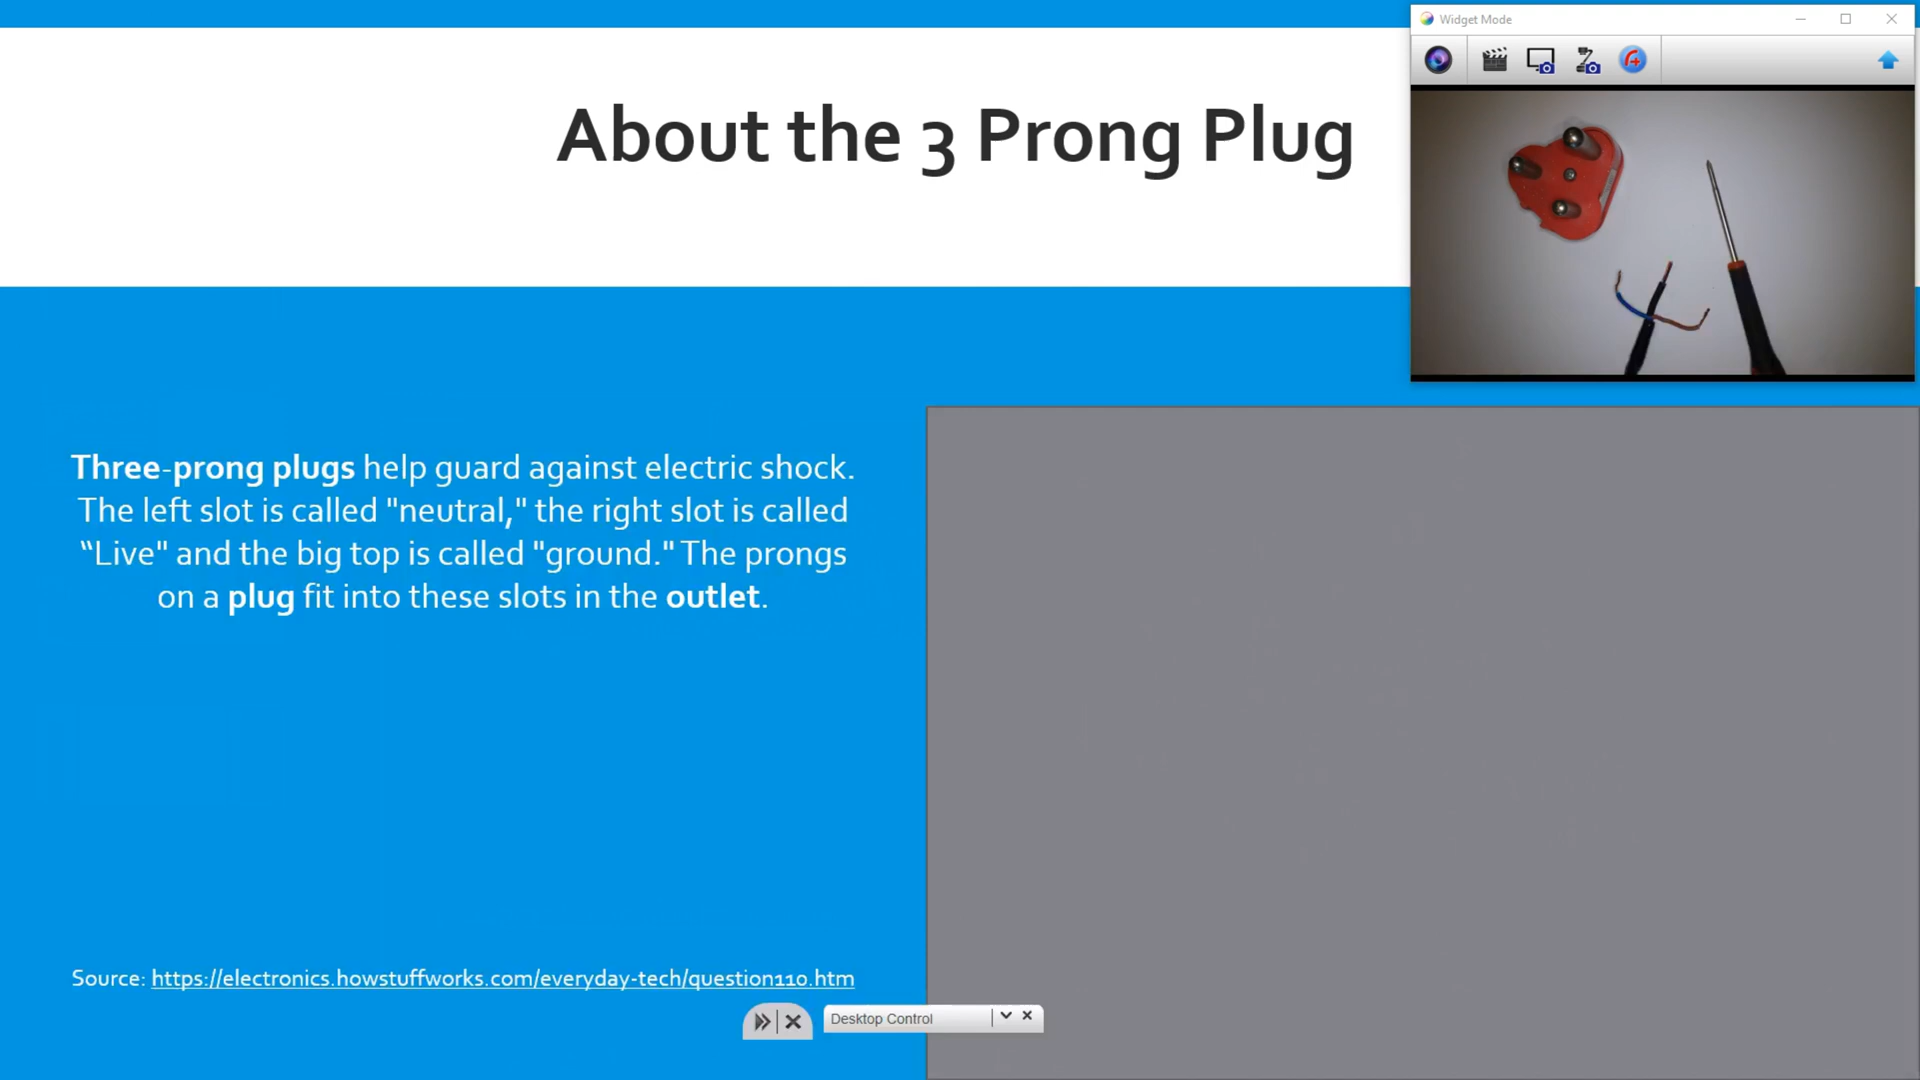 Widget Mode
About the 3 Prong Plug
Three-prong plugs help guard against electric shock.
The left slot is called "neutral," the right slot is called
“Live" and the big top is called "ground." The prongs
on a plug fit into these slots in the outlet.
Source: https://electronics.howstuffworks.com/everyday-tech/question110.htm
Desktop Control